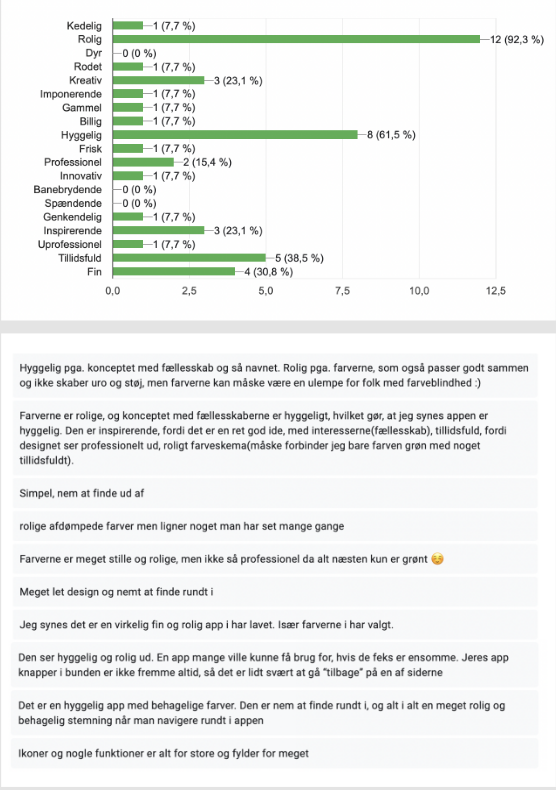 Kedelig 1 (7,7 %)
Rolig 12 (92,3 %)
Dyr 0 (0 %)
Rodet 1 (7,7 %)
Kreativ 3 (23,1 %)
Imponerende 1 (7,7 %)
Gammel 1 (7,7 %)
Billig 1 (7,7 %)
Hyggelig 8 (61,5 %)
Frisk 1 (7,7 %)
Professionel 2 (15,4 %)
Innovativ 1 (7,7 %)
Banebrydende 0 (0 %)
Spændende 0 (0 %)
Genkendelig 1 (7,7 %)
Inspirerende 3 (23,1 %)
Uprofessionel 1 (7,7 %)
Tillidsfuld 5 (38,5 %)
Fin 4 (30,8 %)
0,0 2,5 5,0 7,5 10,0 12,5
Hyggelig pga. konceptet med fællesskab og så navnet. Rolig pga. farverne, som også passer godt sammen
og ikke skaber uro og støj, men farverne kan måske være en ulempe for folk med farveblindhed :)
Farverne er rolige, og konceptet med fællesskaberne er hyggeligt, hvilket gør, at jeg synes appen er
hyggelig. Den er inspirerende, fordi det er en ret god ide, med interesserne(fællesskab), tillidsfuld, fordi
designet ser professionelt ud, roligt farveskema(måske forbinder jeg bare farven grøn med noget
tillidsfuldt).
Simpel, nem at finde ud af
rolige afdømpede farver men ligner noget man har set mange gange
Farverne er meget stille og rolige, men ikke så professionel da alt næsten kun er grønt ☺️
Meget let design og nemt at finde rundt i
Jeg synes det er en virkelig fin og rolig app i har lavet. Især farverne i har valgt.
Den ser hyggelig og rolig ud. En app mange ville kunne få brug for, hvis de feks er ensomme. Jeres app
knapper i bunden er ikke fremme altid, så det er lidt svært at gå "tilbage" på en af siderne
Det er en hyggelig app med behagelige farver. Den er nem at finde rundt i, og alt i alt en meget rolig og
behagelig stemning når man navigere rundt i appen
Ikoner og nogle funktioner er alt for store og fylder for meget